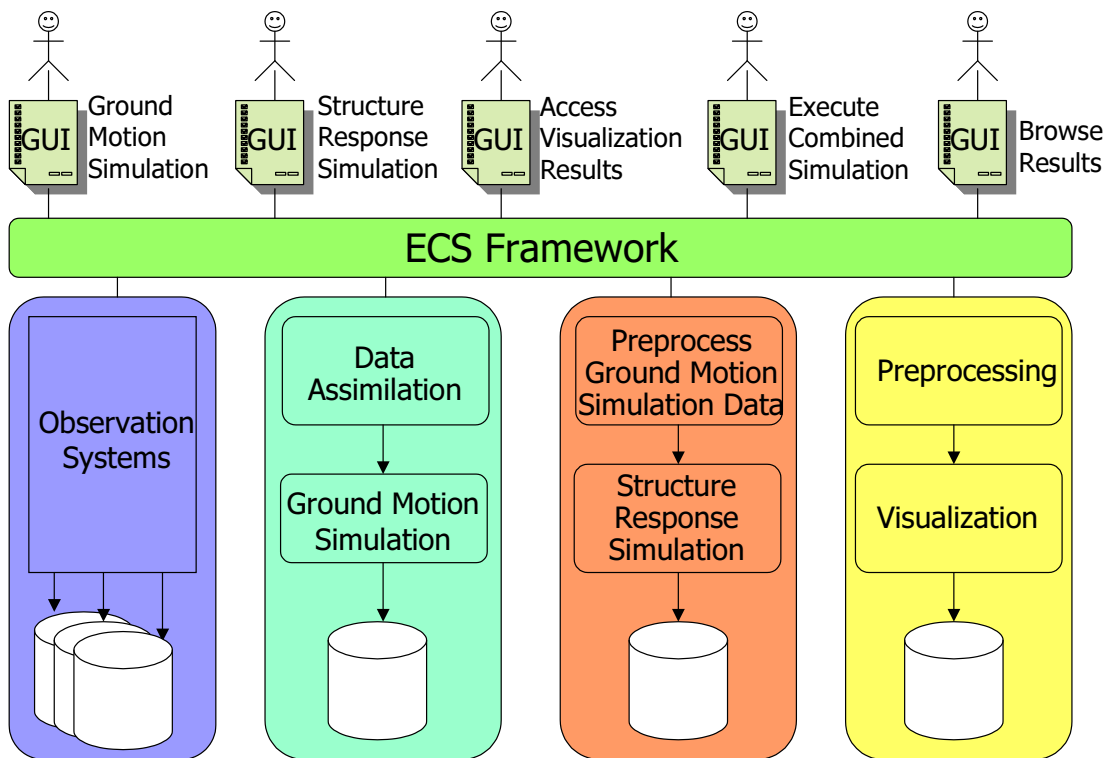 GUI
Ground
Motion
Simulation
GUI
Structure
Response
Simulation
GUI
Access
Visualization
Results
GUI
Execute
Combined
Simulation
GUI
Browse
Results
ECS Framework
Observation
Systems
Data
Assimilation
Ground Motion
Simulation
Preprocess
Ground Motion
Simulation Data
Structure
Response
Simulation
Preprocessing
Visualization